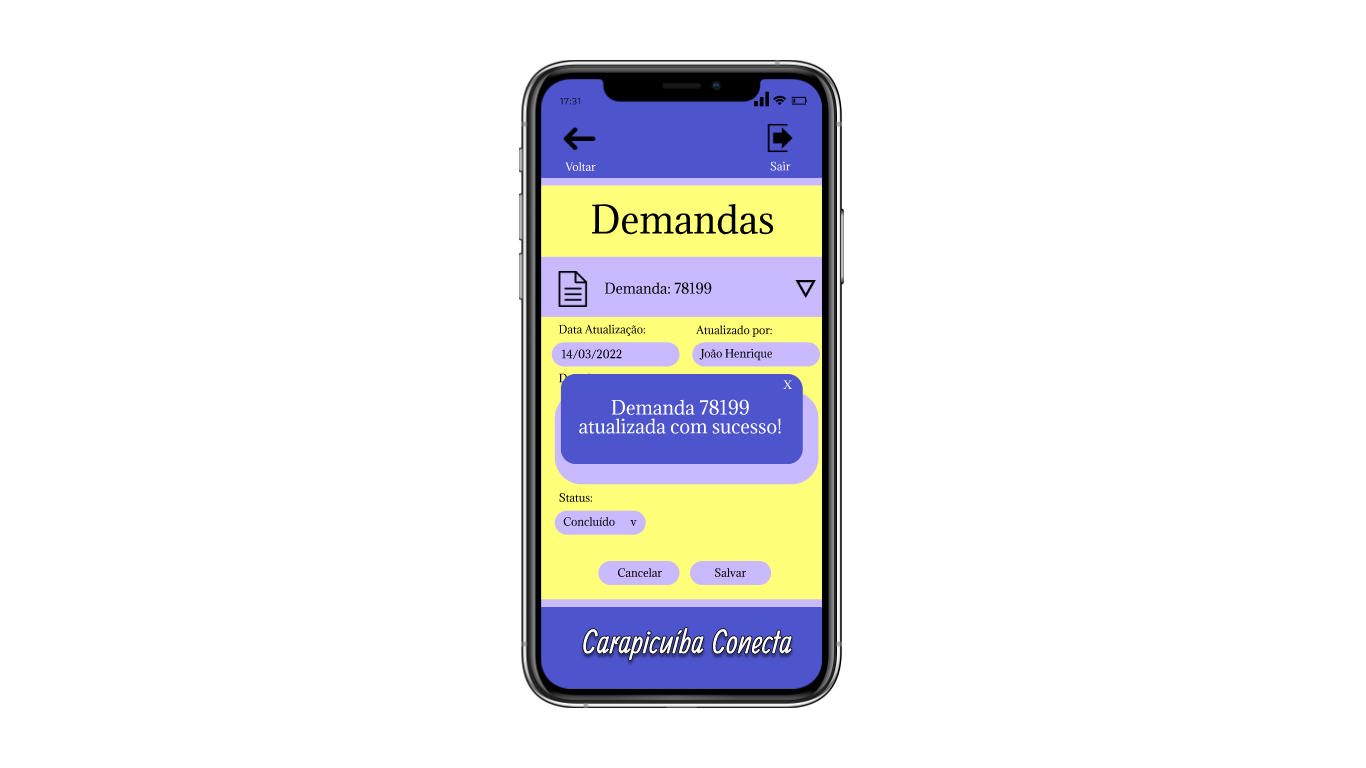 17:31
Voltar
Sair
Demandas
Demanda: 78199
Data Atualização:
Atualizado por:
14/03/2022
João Henrique
X
Demanda 78199
atualizada com sucesso!
Status:
Concluído v
Cancelar
Salvar
Carapicuíba Conecta